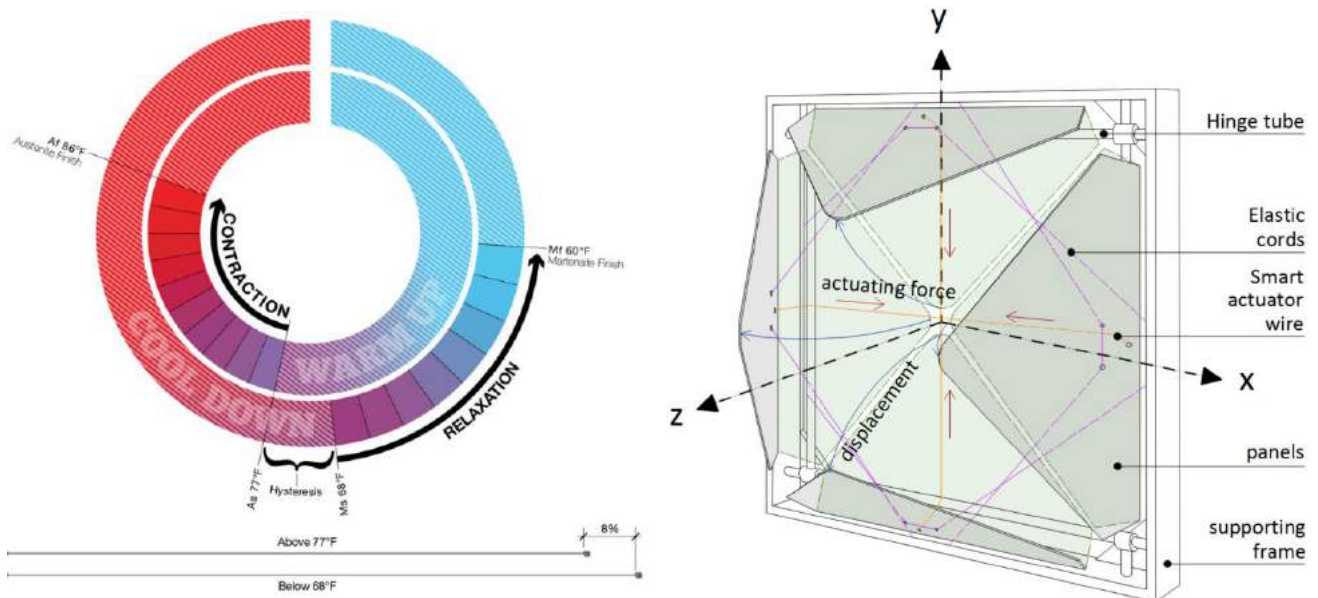 Af 86°F
Austenite Finish
CONTRACTION
WARM UP
COOL DOWN
Mf 60°F
Martensite Finish
RELAXATION
As 77°F
Hysteresis
Ms 68°F
8%
Above 77°F
Below 68°F
y
Hinge tube
Elastic
cords
Smart
actuator
wire
actuating force
x
z
displacement
panels
supporting
frame